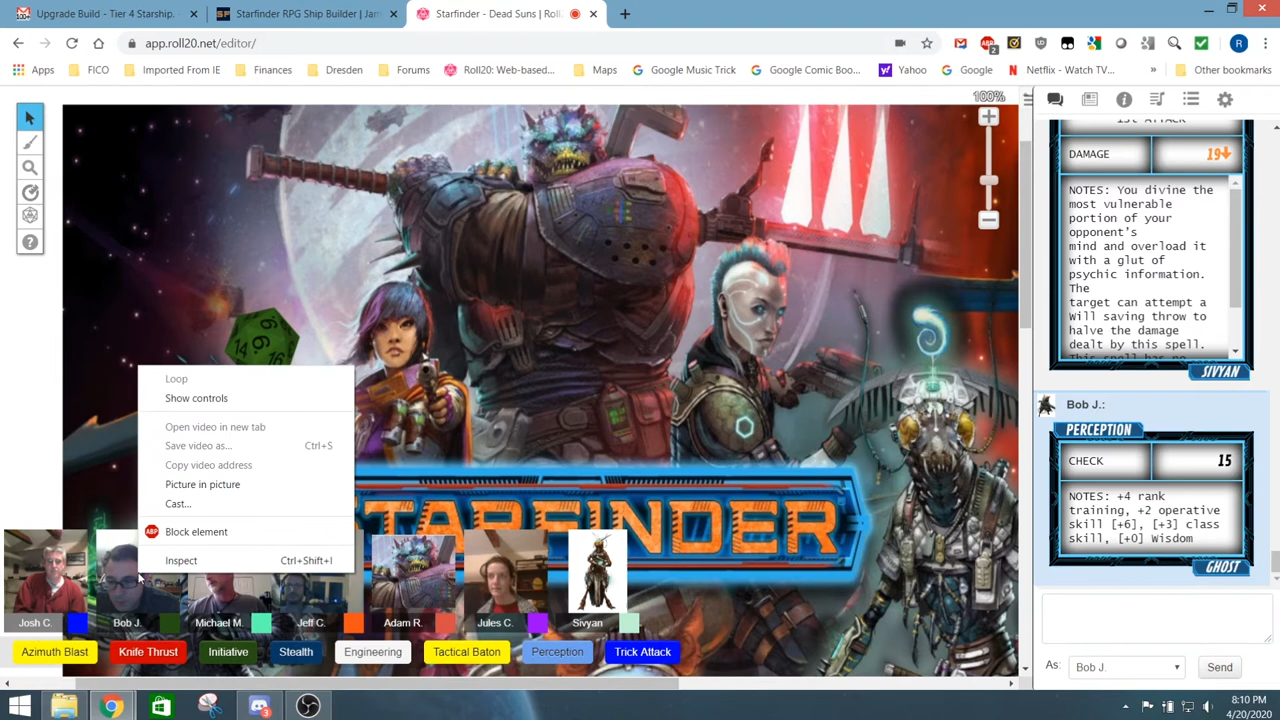 Upgrade Build - Tier 4 Starship.
Starfinder RPG Ship Builder | Jam
Starfinder - Dead Suns | Roll
app.roll20.net/editor/
Apps
FICO
Imported From IE
Finances
Dresden
Forums
Roll20: Web-based...
Maps
Google Music Trick
Google Comic Boo...
Yahoo
Google
Netflix - Watch TV...
Other bookmarks
100%
1st ATTACK
DAMAGE
19
NOTES: You divine the
most vulnerable
portion of your
opponent's
mind and overload it
with a glut of
psychic information.
The
target can attempt a
Will saving throw to
halve the damage
dealt by this spell.
This spell has no
SIVYAN
Bob J.:
PERCEPTION
CHECK
15
NOTES: +4 rank
training, +2 operative
skill [+6], [+3] class
skill, [+0] Wisdom
GHOST
As:
Bob J.
Send
Loop
Show controls
Open video in new tab
Save video as...
Ctrl+S
Copy video address
Picture in picture
Cast...
ABP
Block element
Inspect
Ctrl+Shift+I
STARFINDER
Josh C.
Bob J.
Michael M.
Jeff C.
Adam R.
Jules C.
Sivyan
Azimuth Blast
Knife Thrust
Initiative
Stealth
Engineering
Tactical Baton
Perception
Trick Attack
8:10 PM
4/20/2020